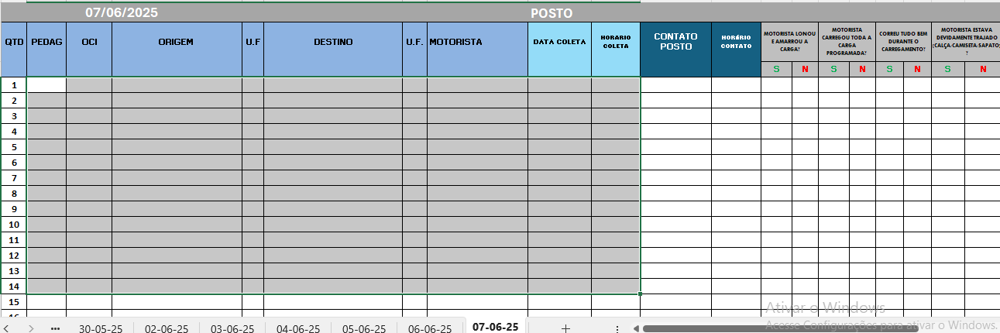 07/06/2025 POSTO
QTD PEDAG OCI ORIGEM U.F DESTINO U.F. MOTORISTA DATA COLETA HORARIO COLETA CONTATO POSTO HORÁRIO CONTATO MOTORISTA LONOU E AMARROU A CARGA? MOTORISTA CARREGOU TODA A CARGA PROGRAMADA? CORREU TUDO BEM DURANTE O CARREGAMENTO? MOTORISTA ESTAVA DEVIDAMENTE TRAJADO (CALÇA-CAMISETA-SAPATO) ?
S N S N S N S N
1
2
3
4
5
6
7
8
9
10
11
12
13
14
15
16
Ativar o Windows
Acesse Configurações para ativar o Windows.
30-05-25 02-06-25 03-06-25 04-06-25 05-06-25 06-06-25 07-06-25